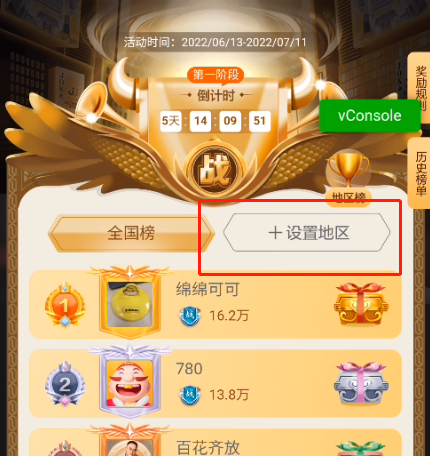 活动时间：2022/06/13-2022/07/11
第一阶段
倒计时
5天:14:09:51
vConsole
奖励规则
历史榜单
战
地区榜
全国榜
＋设置地区
1
绵绵可可
战 16.2万
2
780
战 13.8万
百花齐放